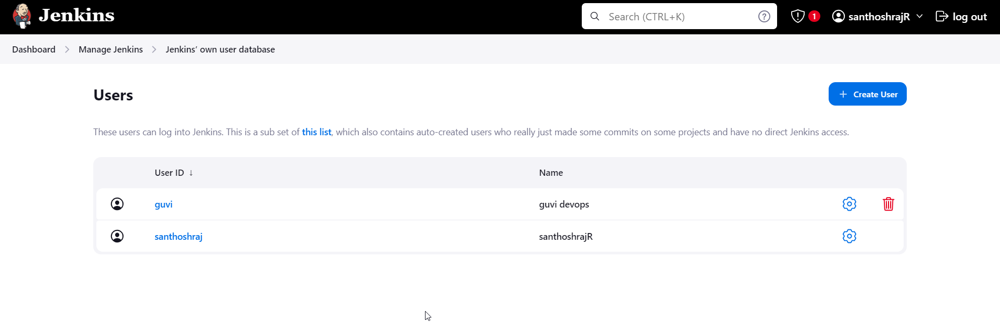 Jenkins
Search (CTRL+K)
?
1
santhoshrajR
log out
Dashboard
Manage Jenkins
Jenkins’ own user database
Users
Create User
These users can log into Jenkins. This is a sub set of this list, which also contains auto-created users who really just made some commits on some projects and have no direct Jenkins access.
User ID ↓
Name
guvi
guvi devops
santhoshraj
santhoshrajR